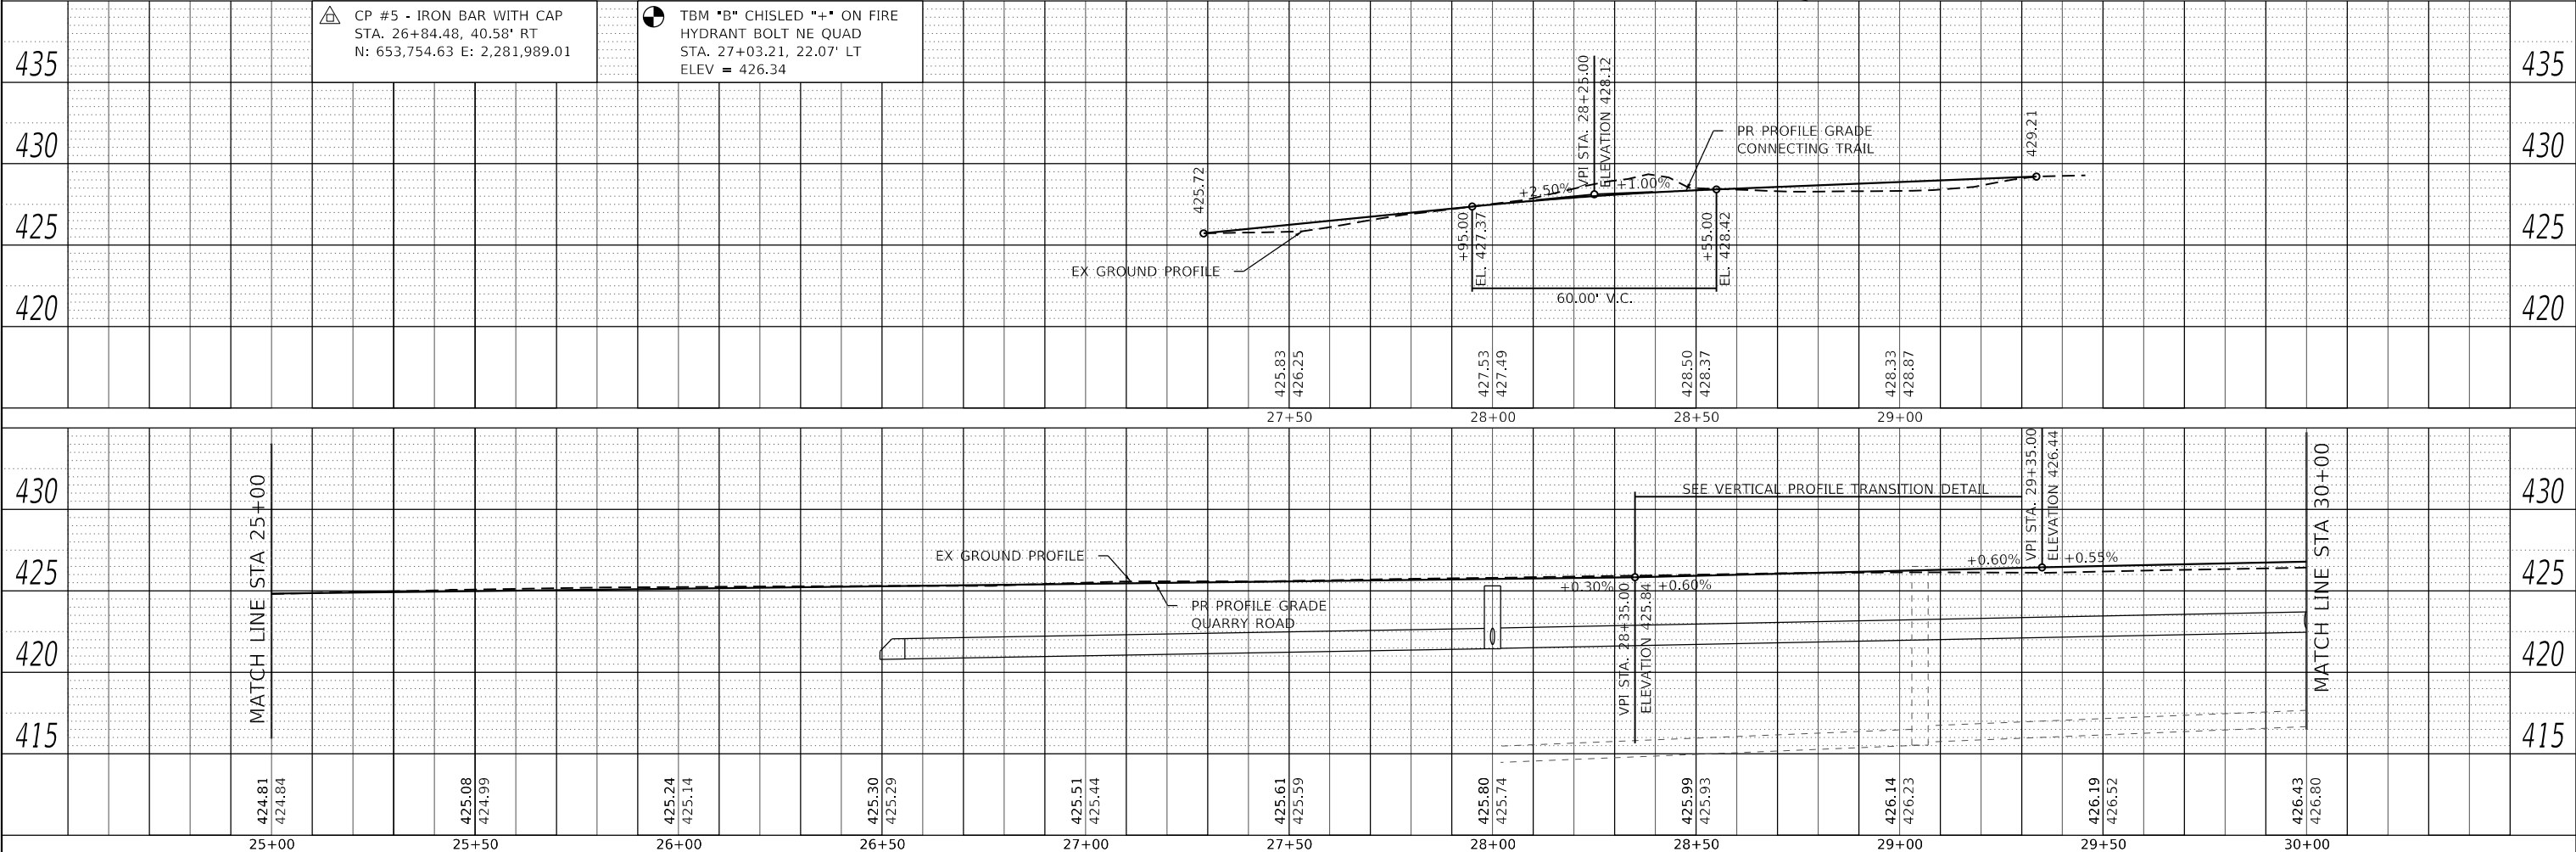 CP #5 - IRON BAR WITH CAP
STA. 26+84.48, 40.58' RT
N: 653,754.63 E: 2,281,989.01
TBM "B" CHISLED "+" ON FIRE
HYDRANT BOLT NE QUAD
STA. 27+03.21, 22.07' LT
ELEV = 426.34
435
435
430
430
425
425
420
420
425.72
VPI STA. 28+25.00
ELEVATION 428.12
+2.50%
+1.00%
PR PROFILE GRADE
CONNECTING TRAIL
429.21
EX GROUND PROFILE
+95.00
EL. 427.37
+55.00
EL. 428.42
60.00' V.C.
425.83
426.25
427.53
427.49
428.50
428.37
428.33
428.87
27+50
28+00
28+50
29+00
430
430
425
425
420
420
415
415
MATCH LINE STA 25+00
EX GROUND PROFILE
PR PROFILE GRADE
QUARRY ROAD
SEE VERTICAL PROFILE TRANSITION DETAIL
+0.30%
+0.60%
VPI STA. 28+35.00
ELEVATION 425.84
+0.60%
+0.55%
VPI STA. 29+35.00
ELEVATION 426.44
MATCH LINE STA 30+00
424.81
424.84
425.08
424.99
425.24
425.14
425.30
425.29
425.51
425.44
425.61
425.59
425.80
425.74
425.99
425.93
426.14
426.23
426.19
426.52
426.43
426.80
25+00
25+50
26+00
26+50
27+00
27+50
28+00
28+50
29+00
29+50
30+00